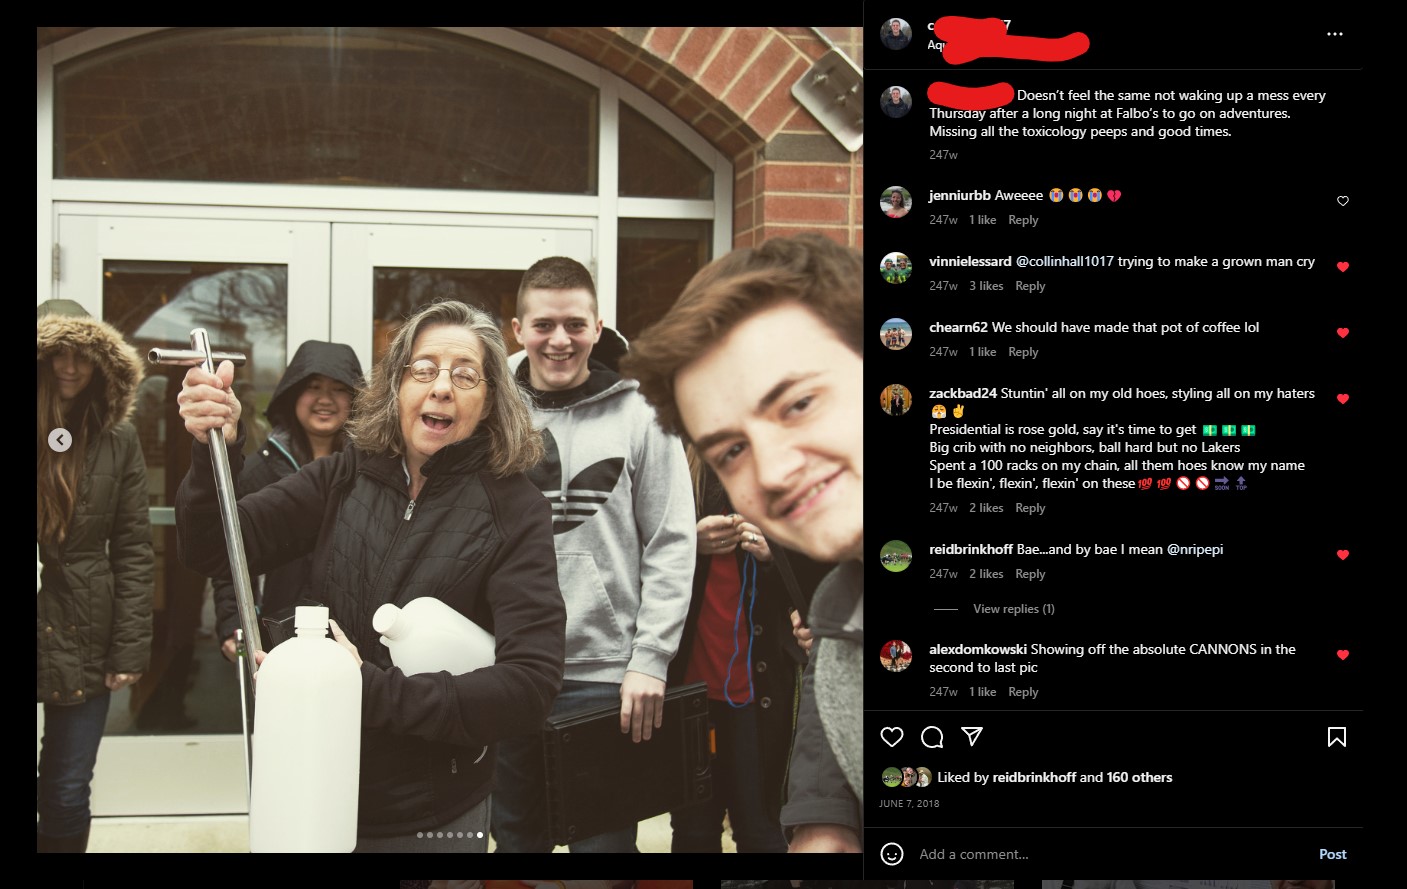 Doesn't feel the same not waking up a mess every
Thursday after a long night at Falbo's to go on adventures.
Missing all the toxicology peeps and good times.
247w
jenniurbb Aweeee 😭😭😭💔
247w 1 like Reply
vinnielessard @collinhall1017 trying to make a grown man cry
247w 3 likes Reply
chearn62 We should have made that pot of coffee lol
247w 1 like Reply
zackbad24 Stuntin' all on my old hoes, styling all on my haters
😤✌
Presidential is rose gold, say it's time to get 💵💵💵
Big crib with no neighbors, ball hard but no Lakers
Spent a 100 racks on my chain, all them hoes know my name
I be flexin', flexin', flexin' on these💯💯🚫🚫🔜🔝
247w 2 likes Reply
reidbrinkhoff Bae...and by bae I mean @nripepi
247w 2 likes Reply
View replies (1)
alexdomkowski Showing off the absolute CANNONS in the
second to last pic
247w 1 like Reply
Liked by reidbrinkhoff and 160 others
JUNE 7, 2018
Add a comment... Post